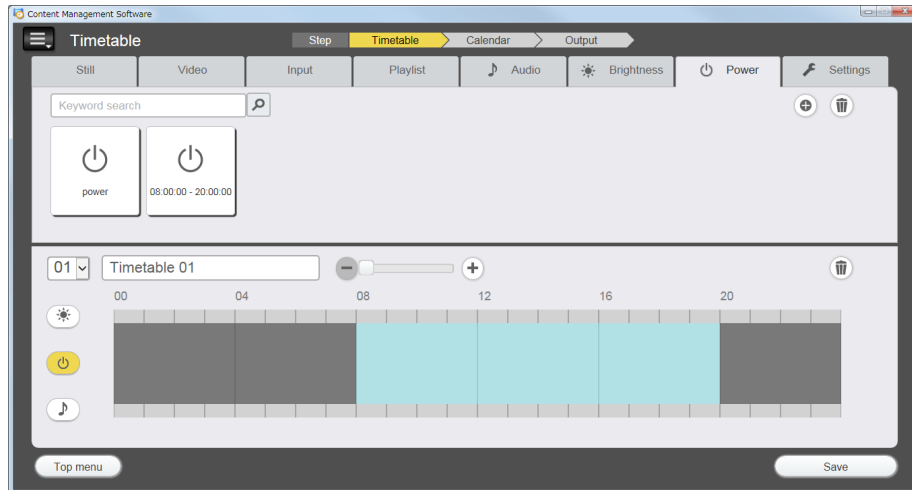 Content Management Software
Timetable
Step Timetable Calendar Output
Still Video Input Playlist Audio Brightness Power Settings
Keyword search
power
08:00:00 - 20:00:00
01 Timetable 01
00 04 08 12 16 20
Top menu Save